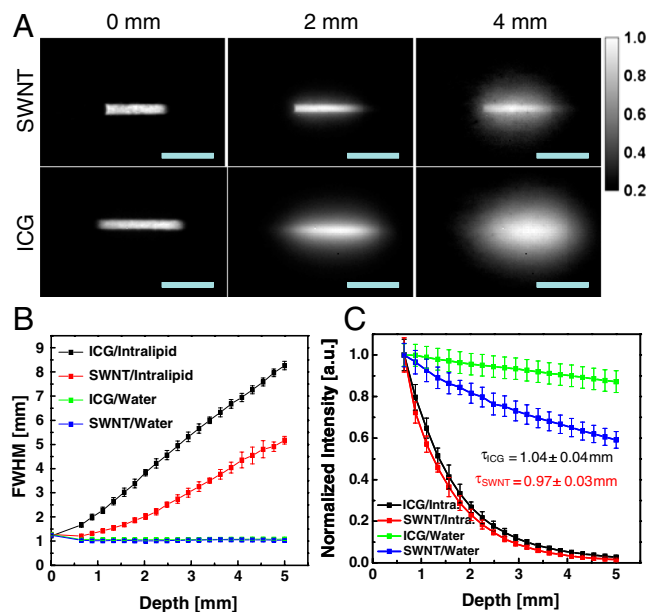 A
0 mm
2 mm
4 mm
SWNT
ICG
1.0
0.8
0.6
0.4
0.2
B
FWHM [mm]
9
8
7
6
5
4
3
2
1
0
ICG/Intralipid
SWNT/Intralipid
ICG/Water
SWNT/Water
0
1
2
3
4
5
Depth [mm]
C
Normalized Intensity [a.u.]
1.0
0.8
0.6
0.4
0.2
0.0
τICG = 1.04± 0.04mm
τSWNT = 0.97± 0.03mm
ICG/Intra.
SWNT/Intra.
ICG/Water
SWNT/Water
0
1
2
3
4
5
Depth [mm]